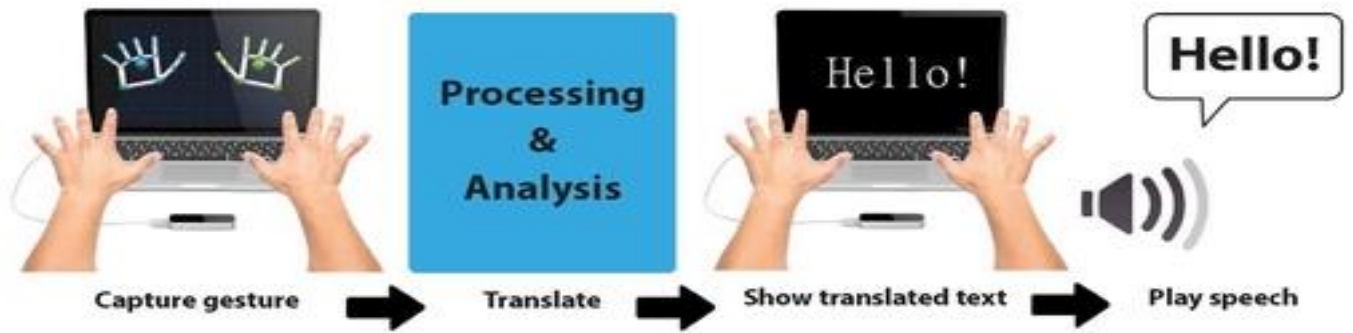 Processing
&
Analysis
Hello!
Hello!
Capture gesture
Translate
Show translated text
Play speech